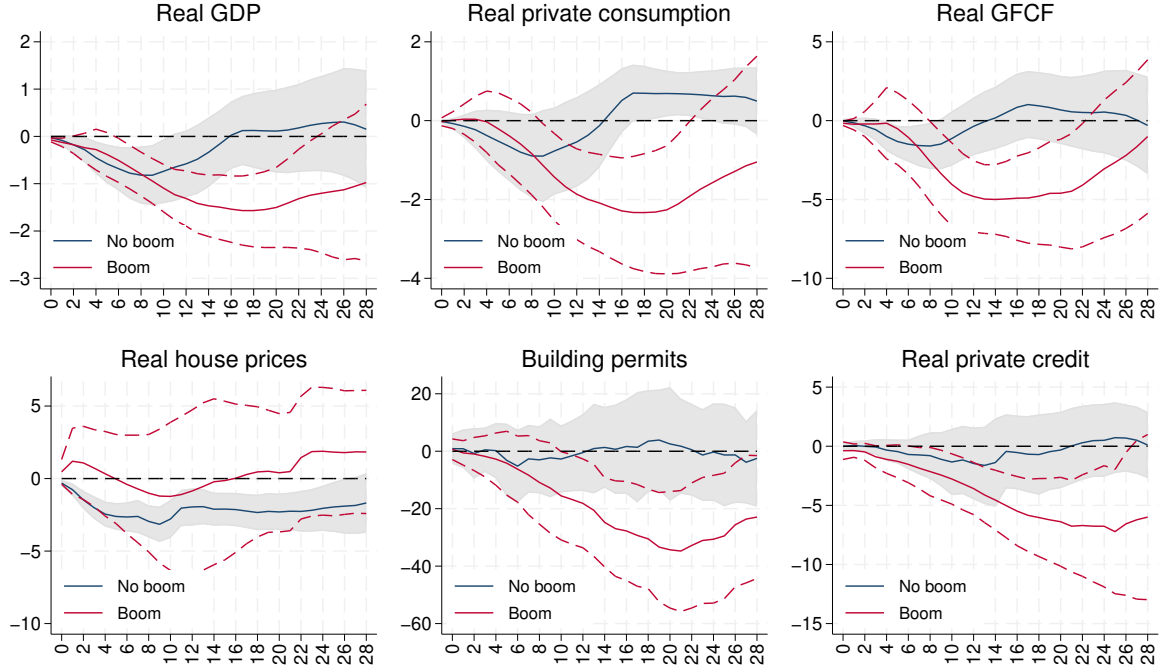 Real GDP
2
1
0
−1
−2
−3
No boom
Boom
0 2 4 6 8 10 12 14 16 18 20 22 24 26 28
Real private consumption
2
0
−2
−4
No boom
Boom
0 2 4 6 8 10 12 14 16 18 20 22 24 26 28
Real GFCF
5
0
−5
−10
No boom
Boom
0 2 4 6 8 10 12 14 16 18 20 22 24 26 28
Real house prices
5
0
−5
−10
No boom
Boom
0 2 4 6 8 10 12 14 16 18 20 22 24 26 28
Building permits
20
0
−20
−40
−60
No boom
Boom
0 2 4 6 8 10 12 14 16 18 20 22 24 26 28
Real private credit
5
0
−5
−10
−15
No boom
Boom
0 2 4 6 8 10 12 14 16 18 20 22 24 26 28